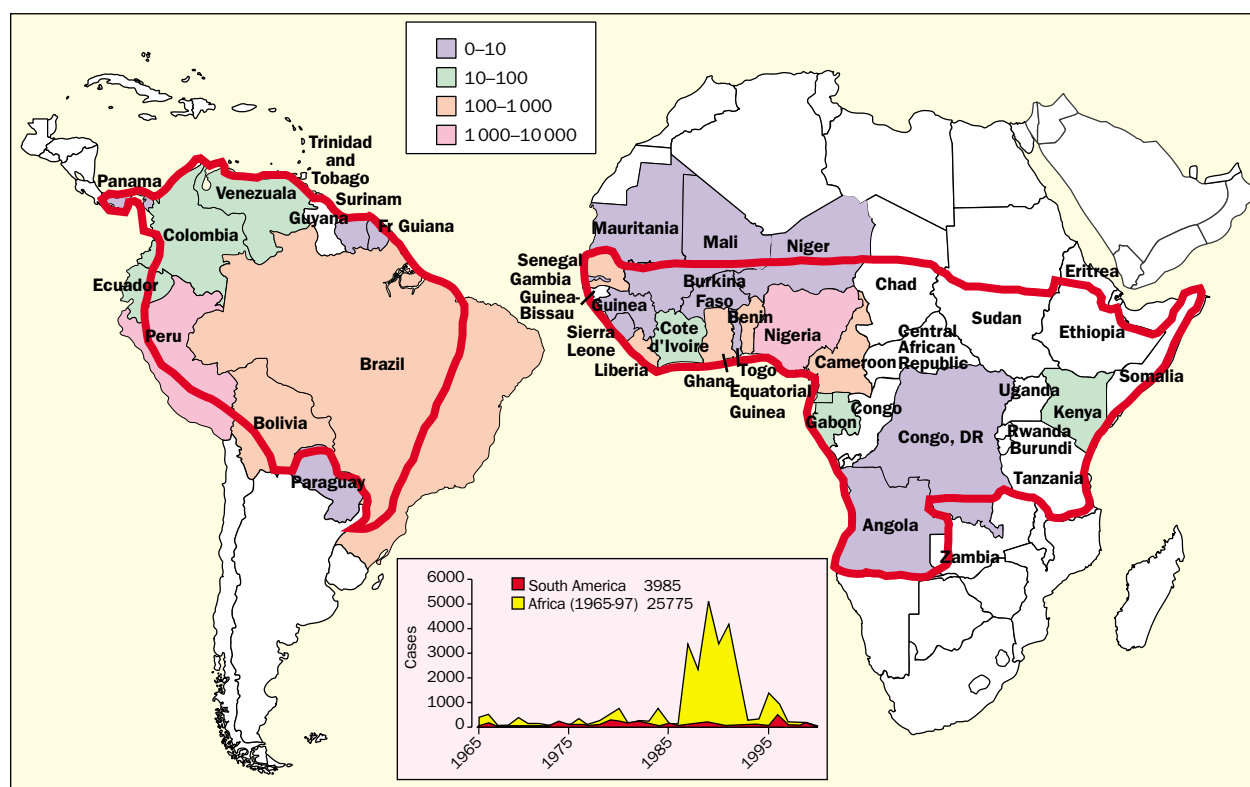 0–10
10–100
100–1 000
1 000–10 000
Trinidad
and
Tobago
Panama
Venezuala
Surinam
Guyana
Fr Guiana
Colombia
Ecuador
Peru
Brazil
Bolivia
Paraguay
Mauritania
Mali
Niger
Senegal
Gambia
Guinea-
Bissau
Guinea
Burkina
Faso
Sierra
Leone
Liberia
Cote
d'Ivoire
Ghana
Benin
Togo
Nigeria
Equatorial
Guinea
Cameroon
Gabon
Congo
Chad
Central
African
Republic
Sudan
Eritrea
Ethiopia
Somalia
Uganda
Kenya
Congo, DR
Rwanda
Burundi
Tanzania
Angola
Zambia
South America 3985
Africa (1965-97) 25775
Cases
6000
5000
4000
3000
2000
1000
0
1965
1975
1985
1995